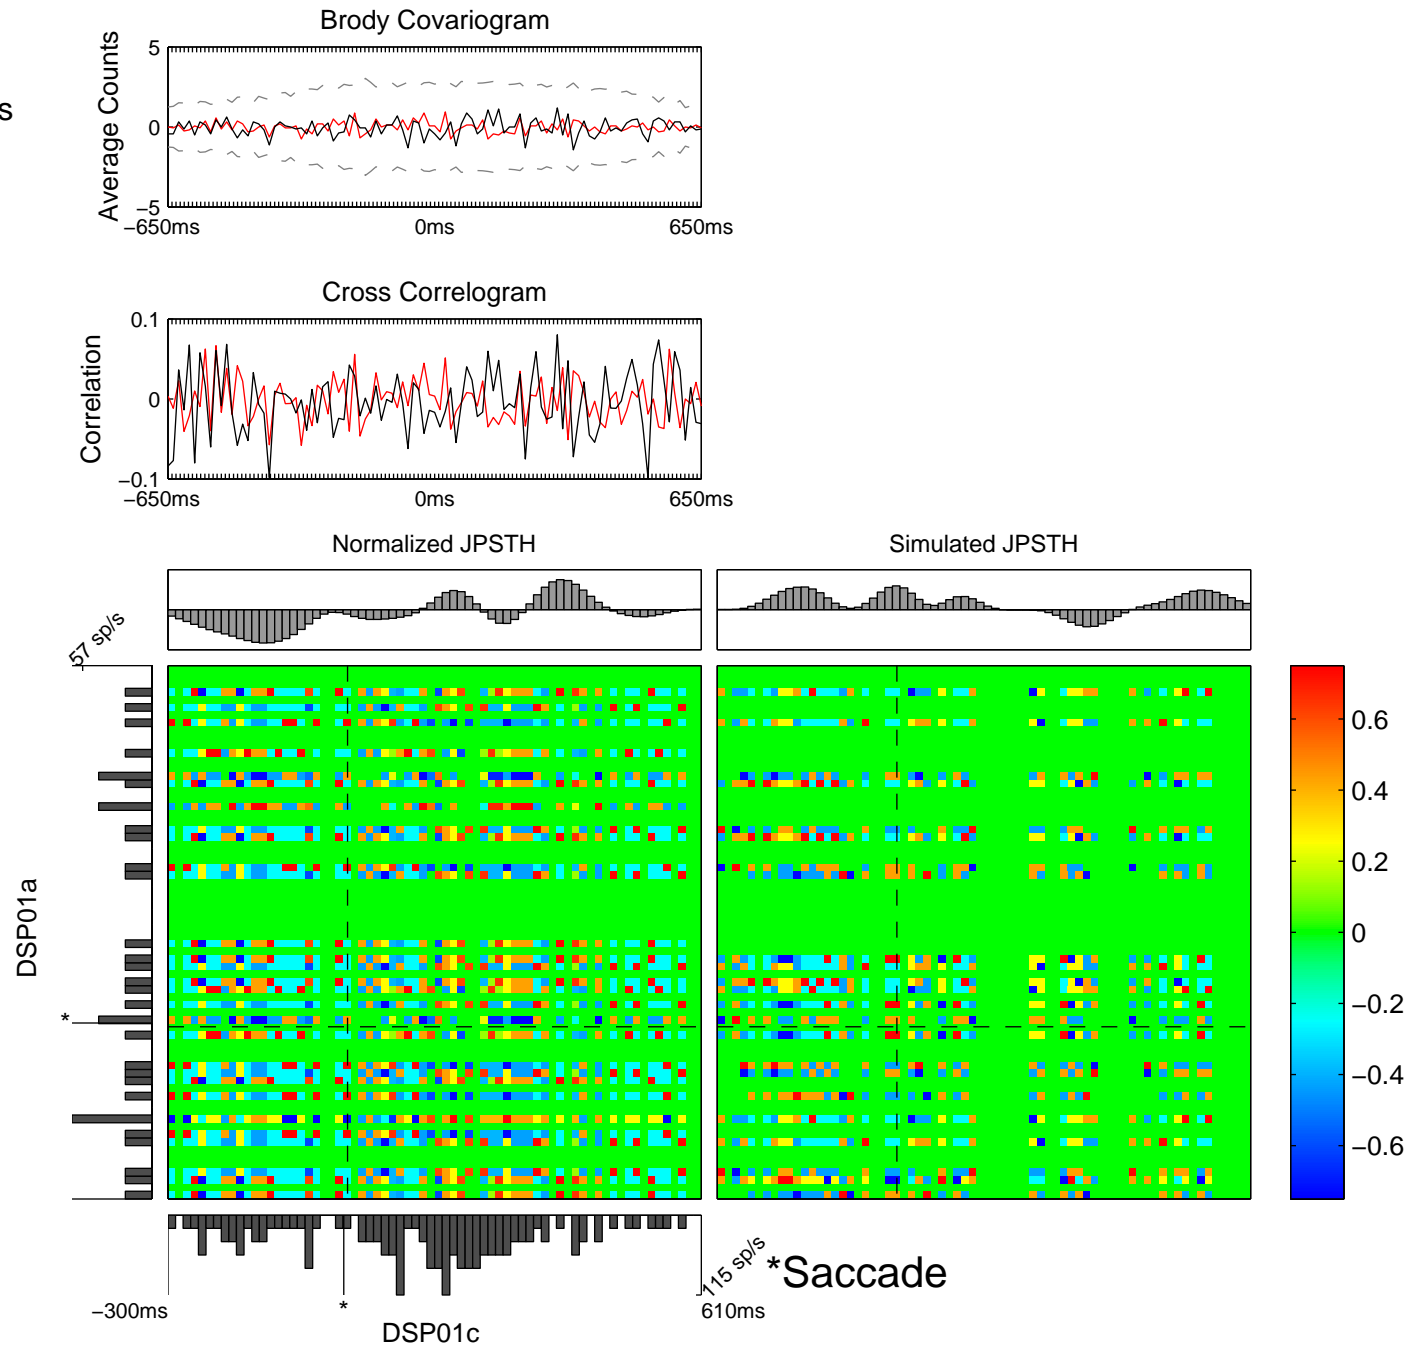 Brody Covariogram
5
0
−5
Average Counts
s
−650ms
0ms
650ms
Cross Correlogram
0.1
0
−0.1
Correlation
−650ms
0ms
650ms
Normalized JPSTH
Simulated JPSTH
57 sp/s
DSP01a
*
0.6
0.4
0.2
0
−0.2
−0.4
−0.6
115 sp/s
*Saccade
−300ms
*
610ms
DSP01c